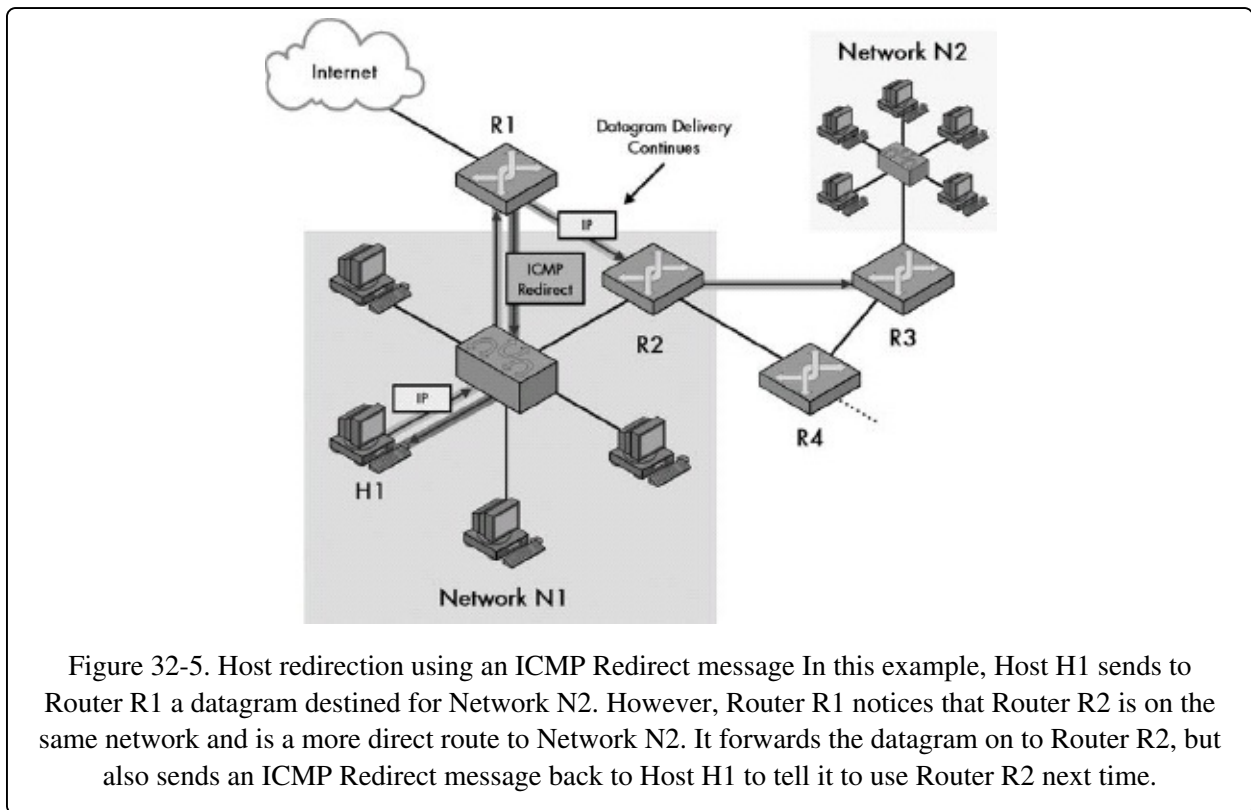 Internet
Network N2
R1
Datagram Delivery
Continues
IP
ICMP
Redirect
R2
R3
IP
R4
H1
Network N1
Figure 32-5. Host redirection using an ICMP Redirect message In this example, Host H1 sends to
Router R1 a datagram destined for Network N2. However, Router R1 notices that Router R2 is on the
same network and is a more direct route to Network N2. It forwards the datagram on to Router R2, but
also sends an ICMP Redirect message back to Host H1 to tell it to use Router R2 next time.